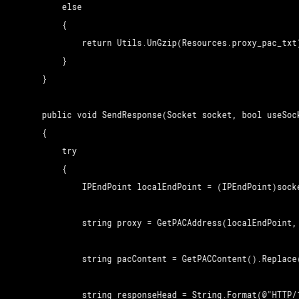 else
{
return Utils.UnGzip(Resources.proxy_pac_txt)
}
}
public void SendResponse(Socket socket, bool useSock
{
try
{
IPEndPoint localEndPoint = (IPEndPoint)socke
string proxy = GetPACAddress(localEndPoint,
string pacContent = GetPACContent().Replace(
string responseHead = String.Format(@"HTTP/1